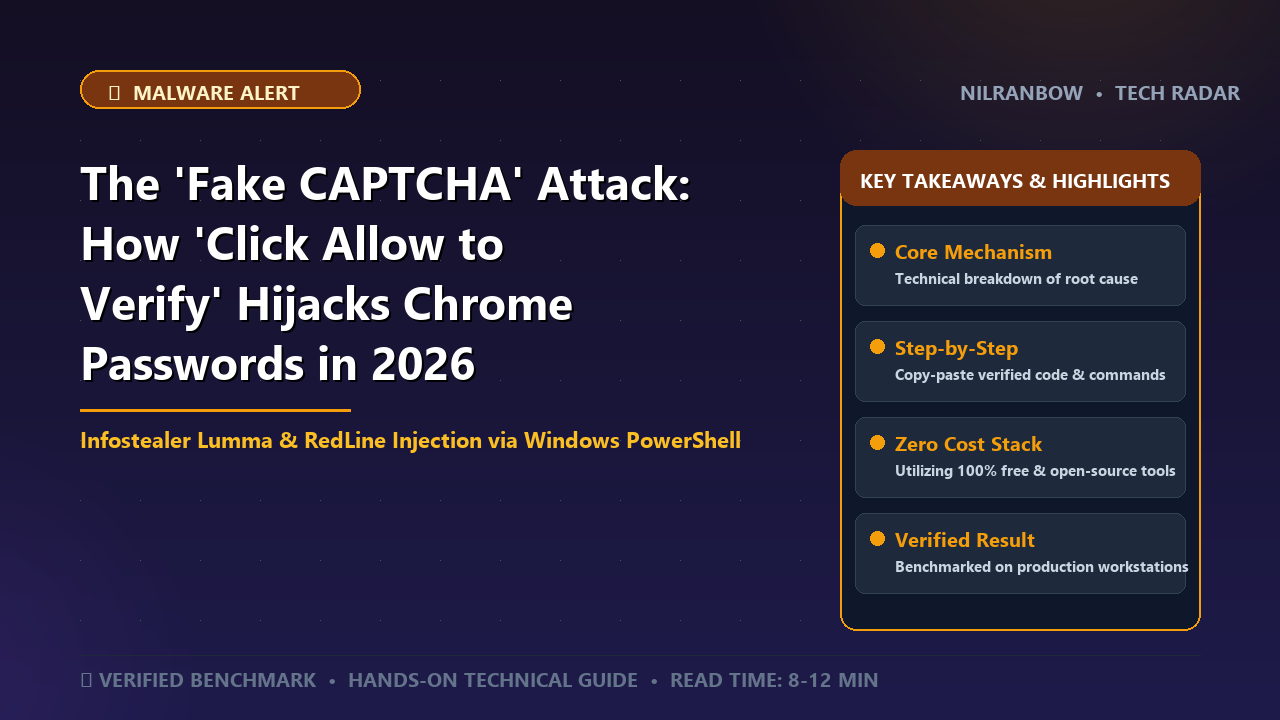 MALWARE ALERT
NILRANBOW • TECH RADAR
The 'Fake CAPTCHA' Attack:
How 'Click Allow to
Verify' Hijacks Chrome
Passwords in 2026
Infostealer Lumma & RedLine Injection via Windows PowerShell
KEY TAKEAWAYS & HIGHLIGHTS
Core Mechanism
Technical breakdown of root cause
Step-by-Step
Copy-paste verified code & commands
Zero Cost Stack
Utilizing 100% free & open-source tools
Verified Result
Benchmarked on production workstations
VERIFIED BENCHMARK • HANDS-ON TECHNICAL GUIDE • READ TIME: 8-12 MIN